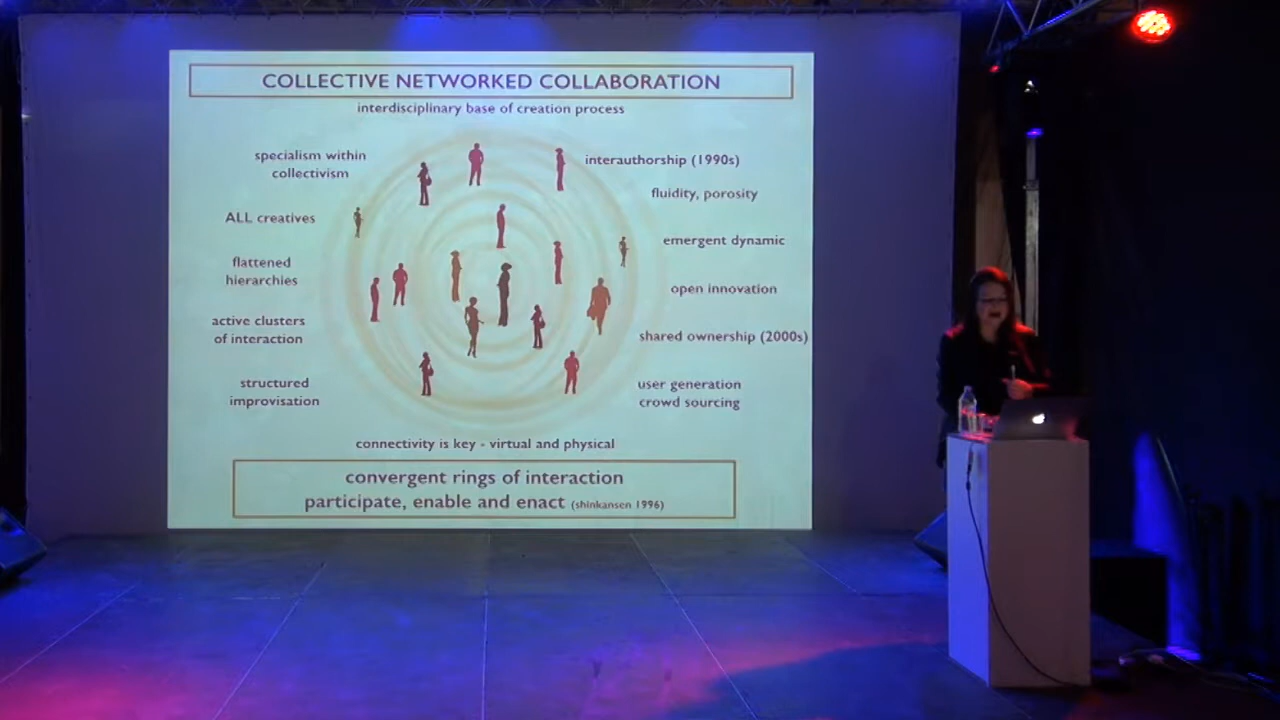 COLLECTIVE NETWORKED COLLABORATION
interdisciplinary base of creation process
specialism within
collectivism
ALL creatives
flattened
hierarchies
active clusters
of interaction
structured
improvisation
interauthorship (1990s)
fluidity, porosity
emergent dynamic
open innovation
shared ownership (2000s)
user generation
crowd sourcing
connectivity is key - virtual and physical
convergent rings of interaction
participate, enable and enact (shinkansen 1996)